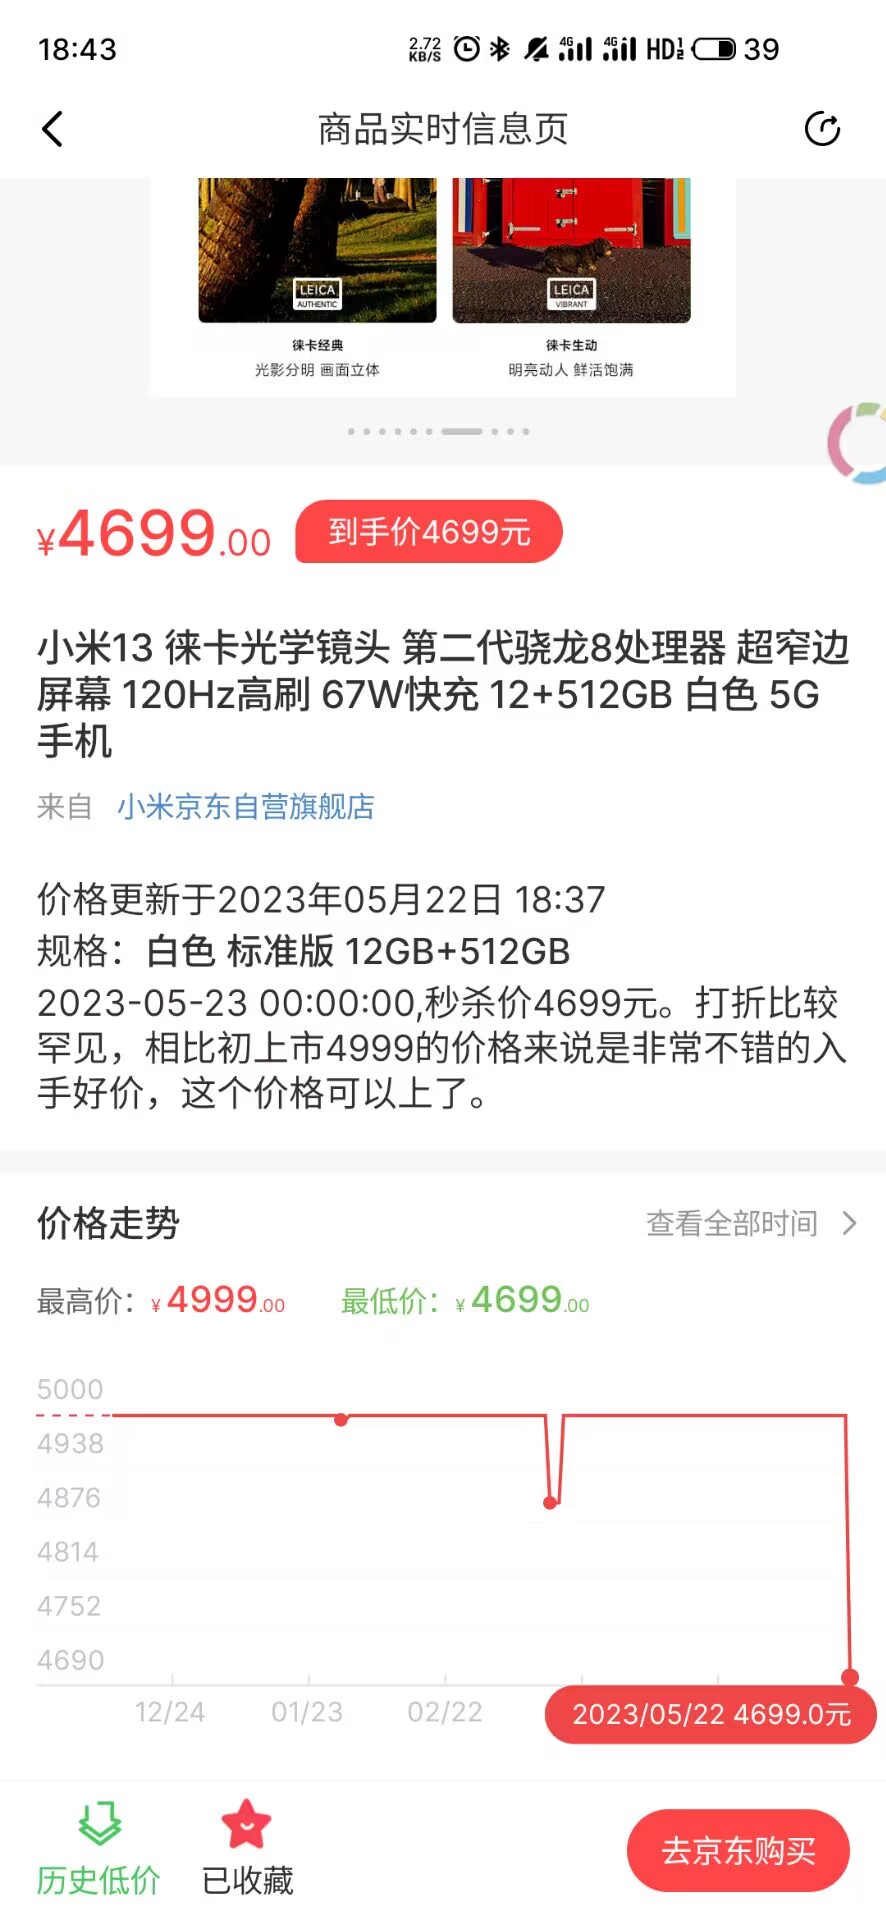 18:43
2.72 KB/S 4G 4G HD 1 2 39
商品实时信息页
LEICA
AUTHENTIC
LEICA
VIBRANT
徕卡经典
徕卡生动
光影分明 画面立体
明亮动人 鲜活饱满
¥4699.00 到手价4699元
小米13 徕卡光学镜头 第二代骁龙8处理器 超窄边
屏幕 120Hz高刷 67W快充 12+512GB 白色 5G
手机
来自 小米京东自营旗舰店
价格更新于2023年05月22日 18:37
规格：白色 标准版 12GB+512GB
2023-05-23 00:00:00,秒杀价4699元。打折比较
罕见，相比初上市4999的价格来说是非常不错的入
手好价，这个价格可以上了。
价格走势
查看全部时间
最高价：¥4999.00 最低价：¥4699.00
5000
4938
4876
4814
4752
4690
12/24 01/23 02/22 2023/05/22 4699.0元
历史低价 已收藏 去京东购买